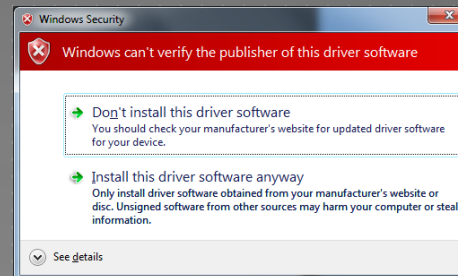 Windows Security
Windows can't verify the publisher of this driver software
Don't install this driver software
You should check your manufacturer's website for updated driver software
for your device.
Install this driver software anyway
Only install driver software obtained from your manufacturer's website or
disc. Unsigned software from other sources may harm your computer or steal
information.
See details